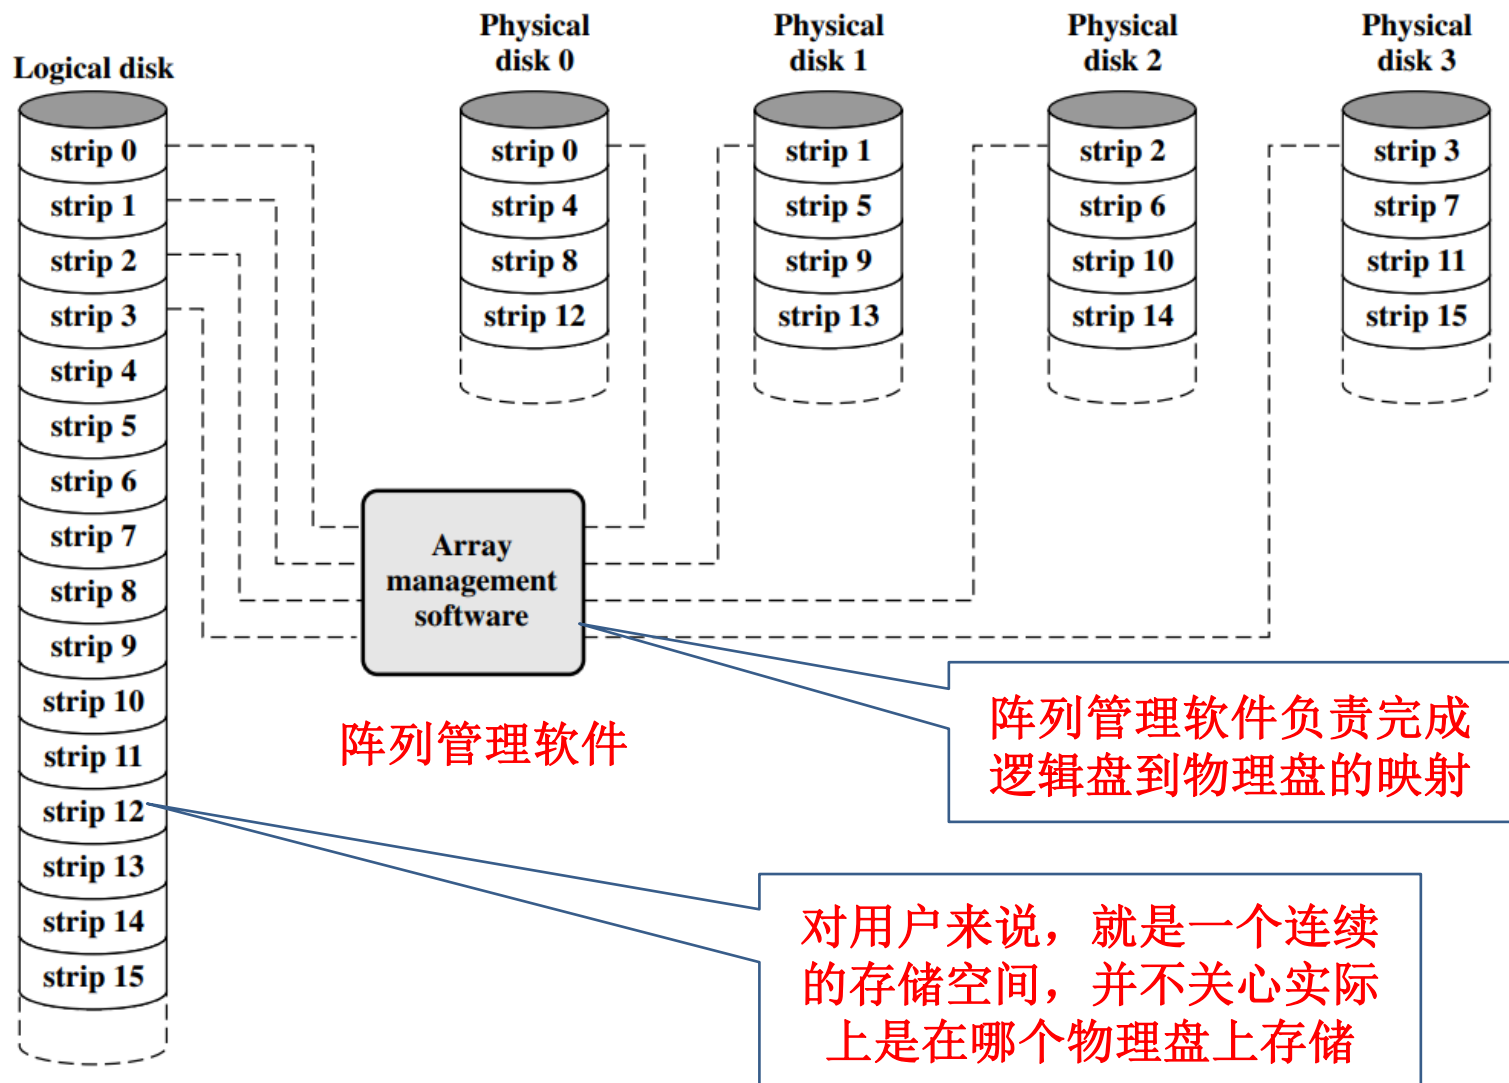 Logical disk
strip 0
strip 1
strip 2
strip 3
strip 4
strip 5
strip 6
strip 7
strip 8
strip 9
strip 10
strip 11
strip 12
strip 13
strip 14
strip 15
Physical
disk 0
strip 0
strip 4
strip 8
strip 12
Physical
disk 1
strip 1
strip 5
strip 9
strip 13
Physical
disk 2
strip 2
strip 6
strip 10
strip 14
Physical
disk 3
strip 3
strip 7
strip 11
strip 15
Array
management
software
阵列管理软件
阵列管理软件负责完成
逻辑盘到物理盘的映射
对用户来说，就是一个连续
的存储空间，并不关心实际
上是在哪个物理盘上存储